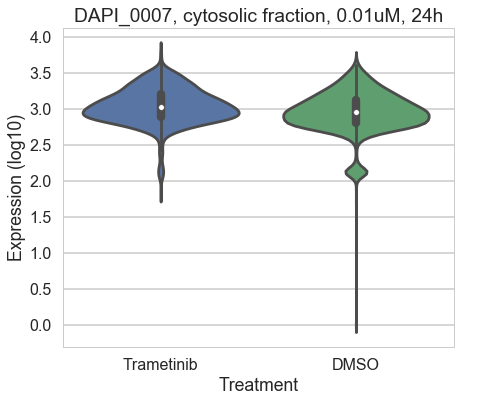 DAPI_0007, cytosolic fraction, 0.01uM, 24h
Expression (log10)
4.0
3.5
3.0
2.5
2.0
1.5
1.0
0.5
0.0
Trametinib DMSO
Treatment